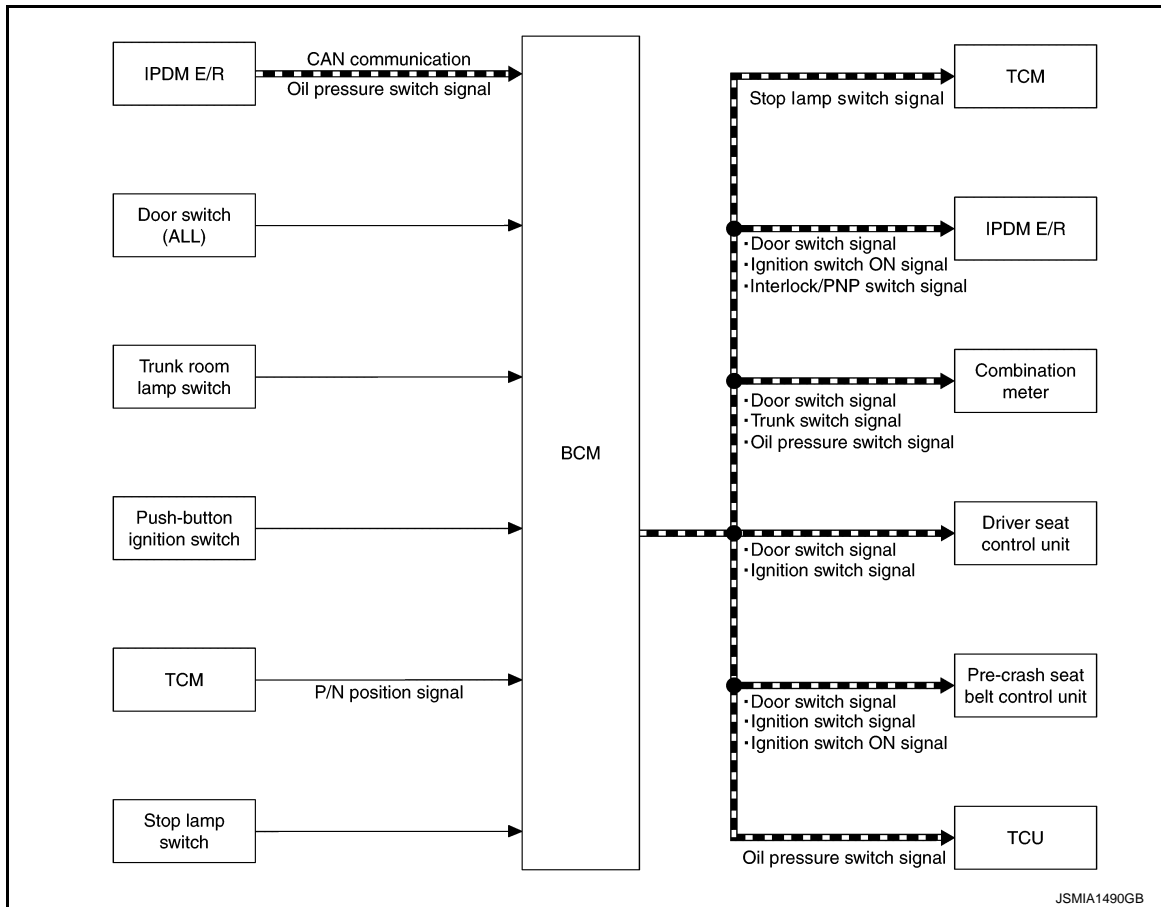 IPDM E/R
CAN communication
Oil pressure switch signal
Door switch
(ALL)
Trunk room
lamp switch
Push-button
ignition switch
TCM
P/N position signal
Stop lamp
switch
BCM
TCM
Stop lamp switch signal
IPDM E/R
·Door switch signal
·Ignition switch ON signal
·Interlock/PNP switch signal
Combination
meter
·Door switch signal
·Trunk switch signal
·Oil pressure switch signal
Driver seat
control unit
·Door switch signal
·Ignition switch signal
Pre-crash seat
belt control unit
·Door switch signal
·Ignition switch signal
·Ignition switch ON signal
TCU
Oil pressure switch signal
JSMIA1490GB